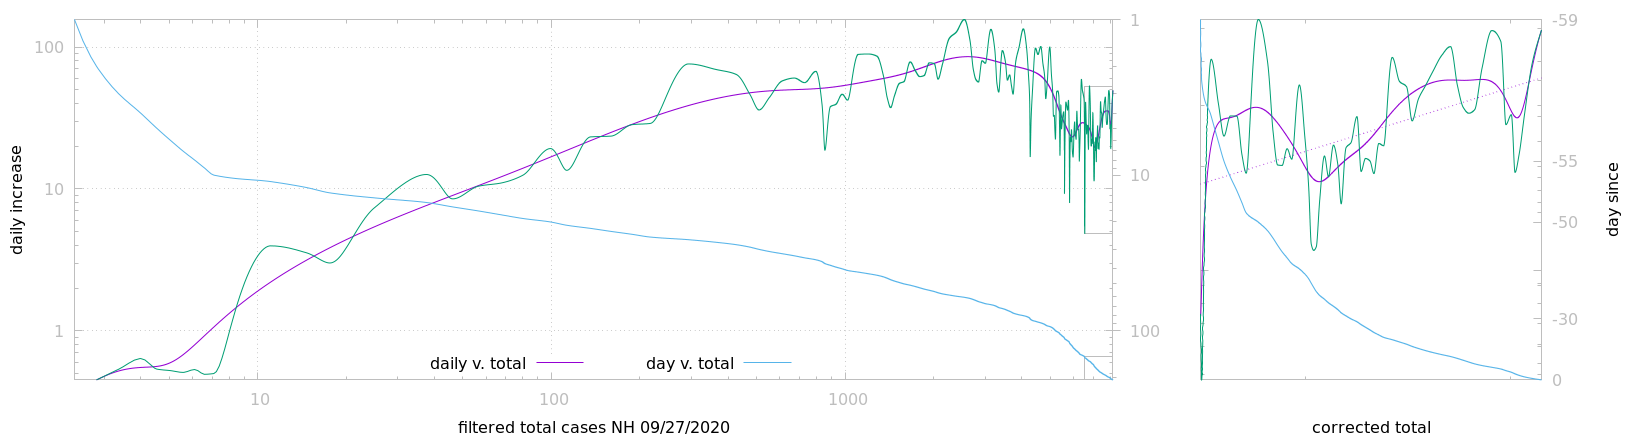 100
10
1
daily increase
daily v. total
day v. total
10
100
1000
filtered total cases NH 09/27/2020
1
10
100
-59
-55
-50
-30
0
day since
corrected total